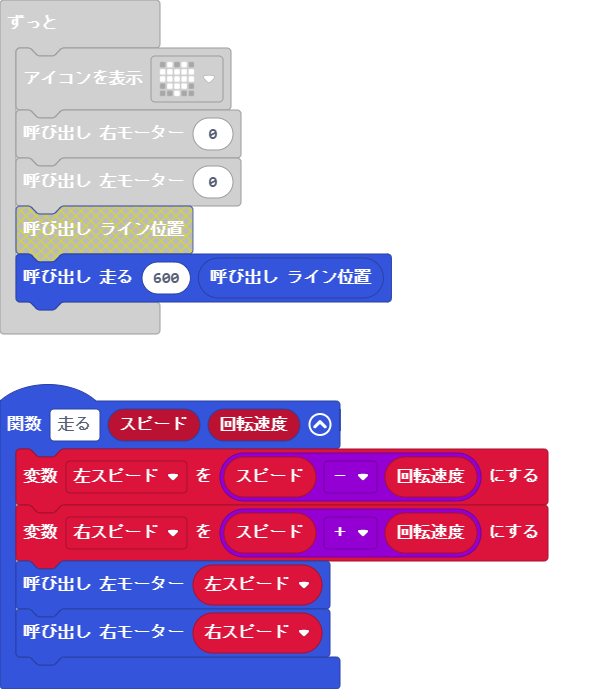 ずっと
アイコンを表示
呼び出し 右モーター 0
呼び出し 左モーター 0
呼び出し ライン位置
呼び出し 走る 600 呼び出し ライン位置
関数 走る スピード 回転速度
変数 左スピード を スピード - 回転速度 にする
変数 右スピード を スピード + 回転速度 にする
呼び出し 左モーター 左スピード
呼び出し 右モーター 右スピード